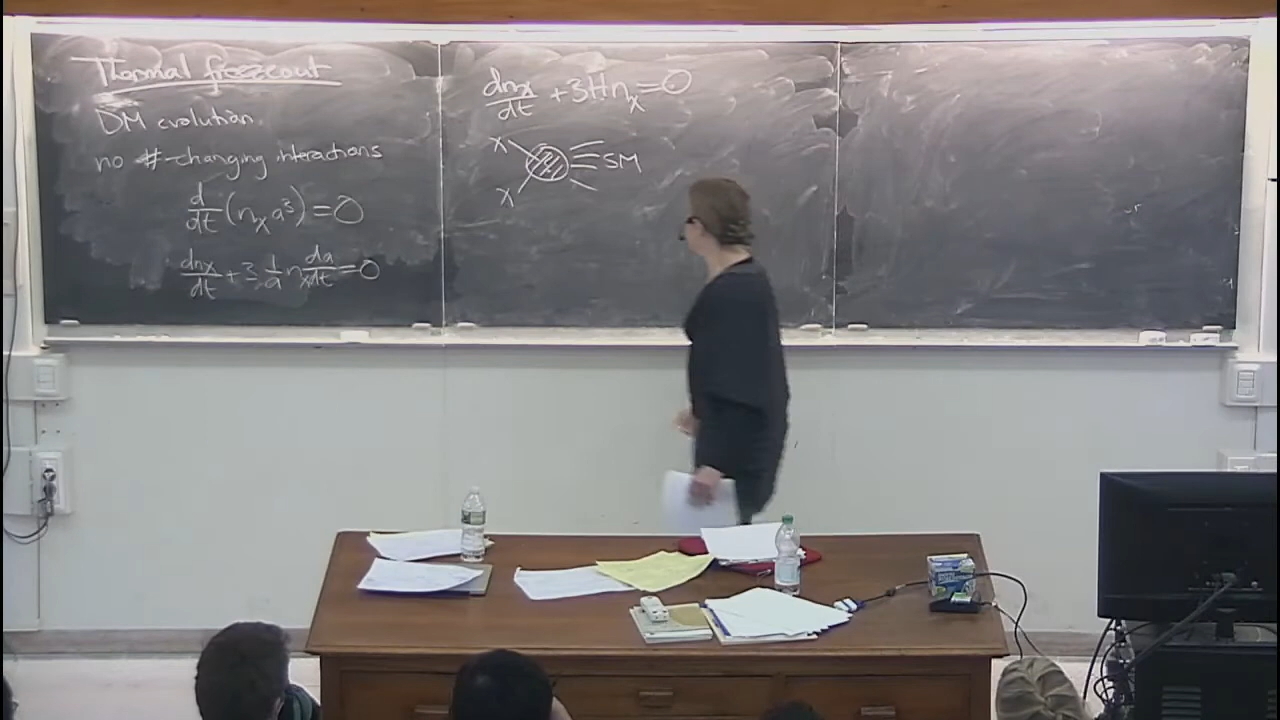 Thermal freezeout
DM evolution
no #-changing interactions
d/dt (n_χ a³) = 0
dn_χ/dt + 3 1/a n_χ da/dt = 0
dn_χ/dt + 3Hn_χ = 0
χ
SM
χ